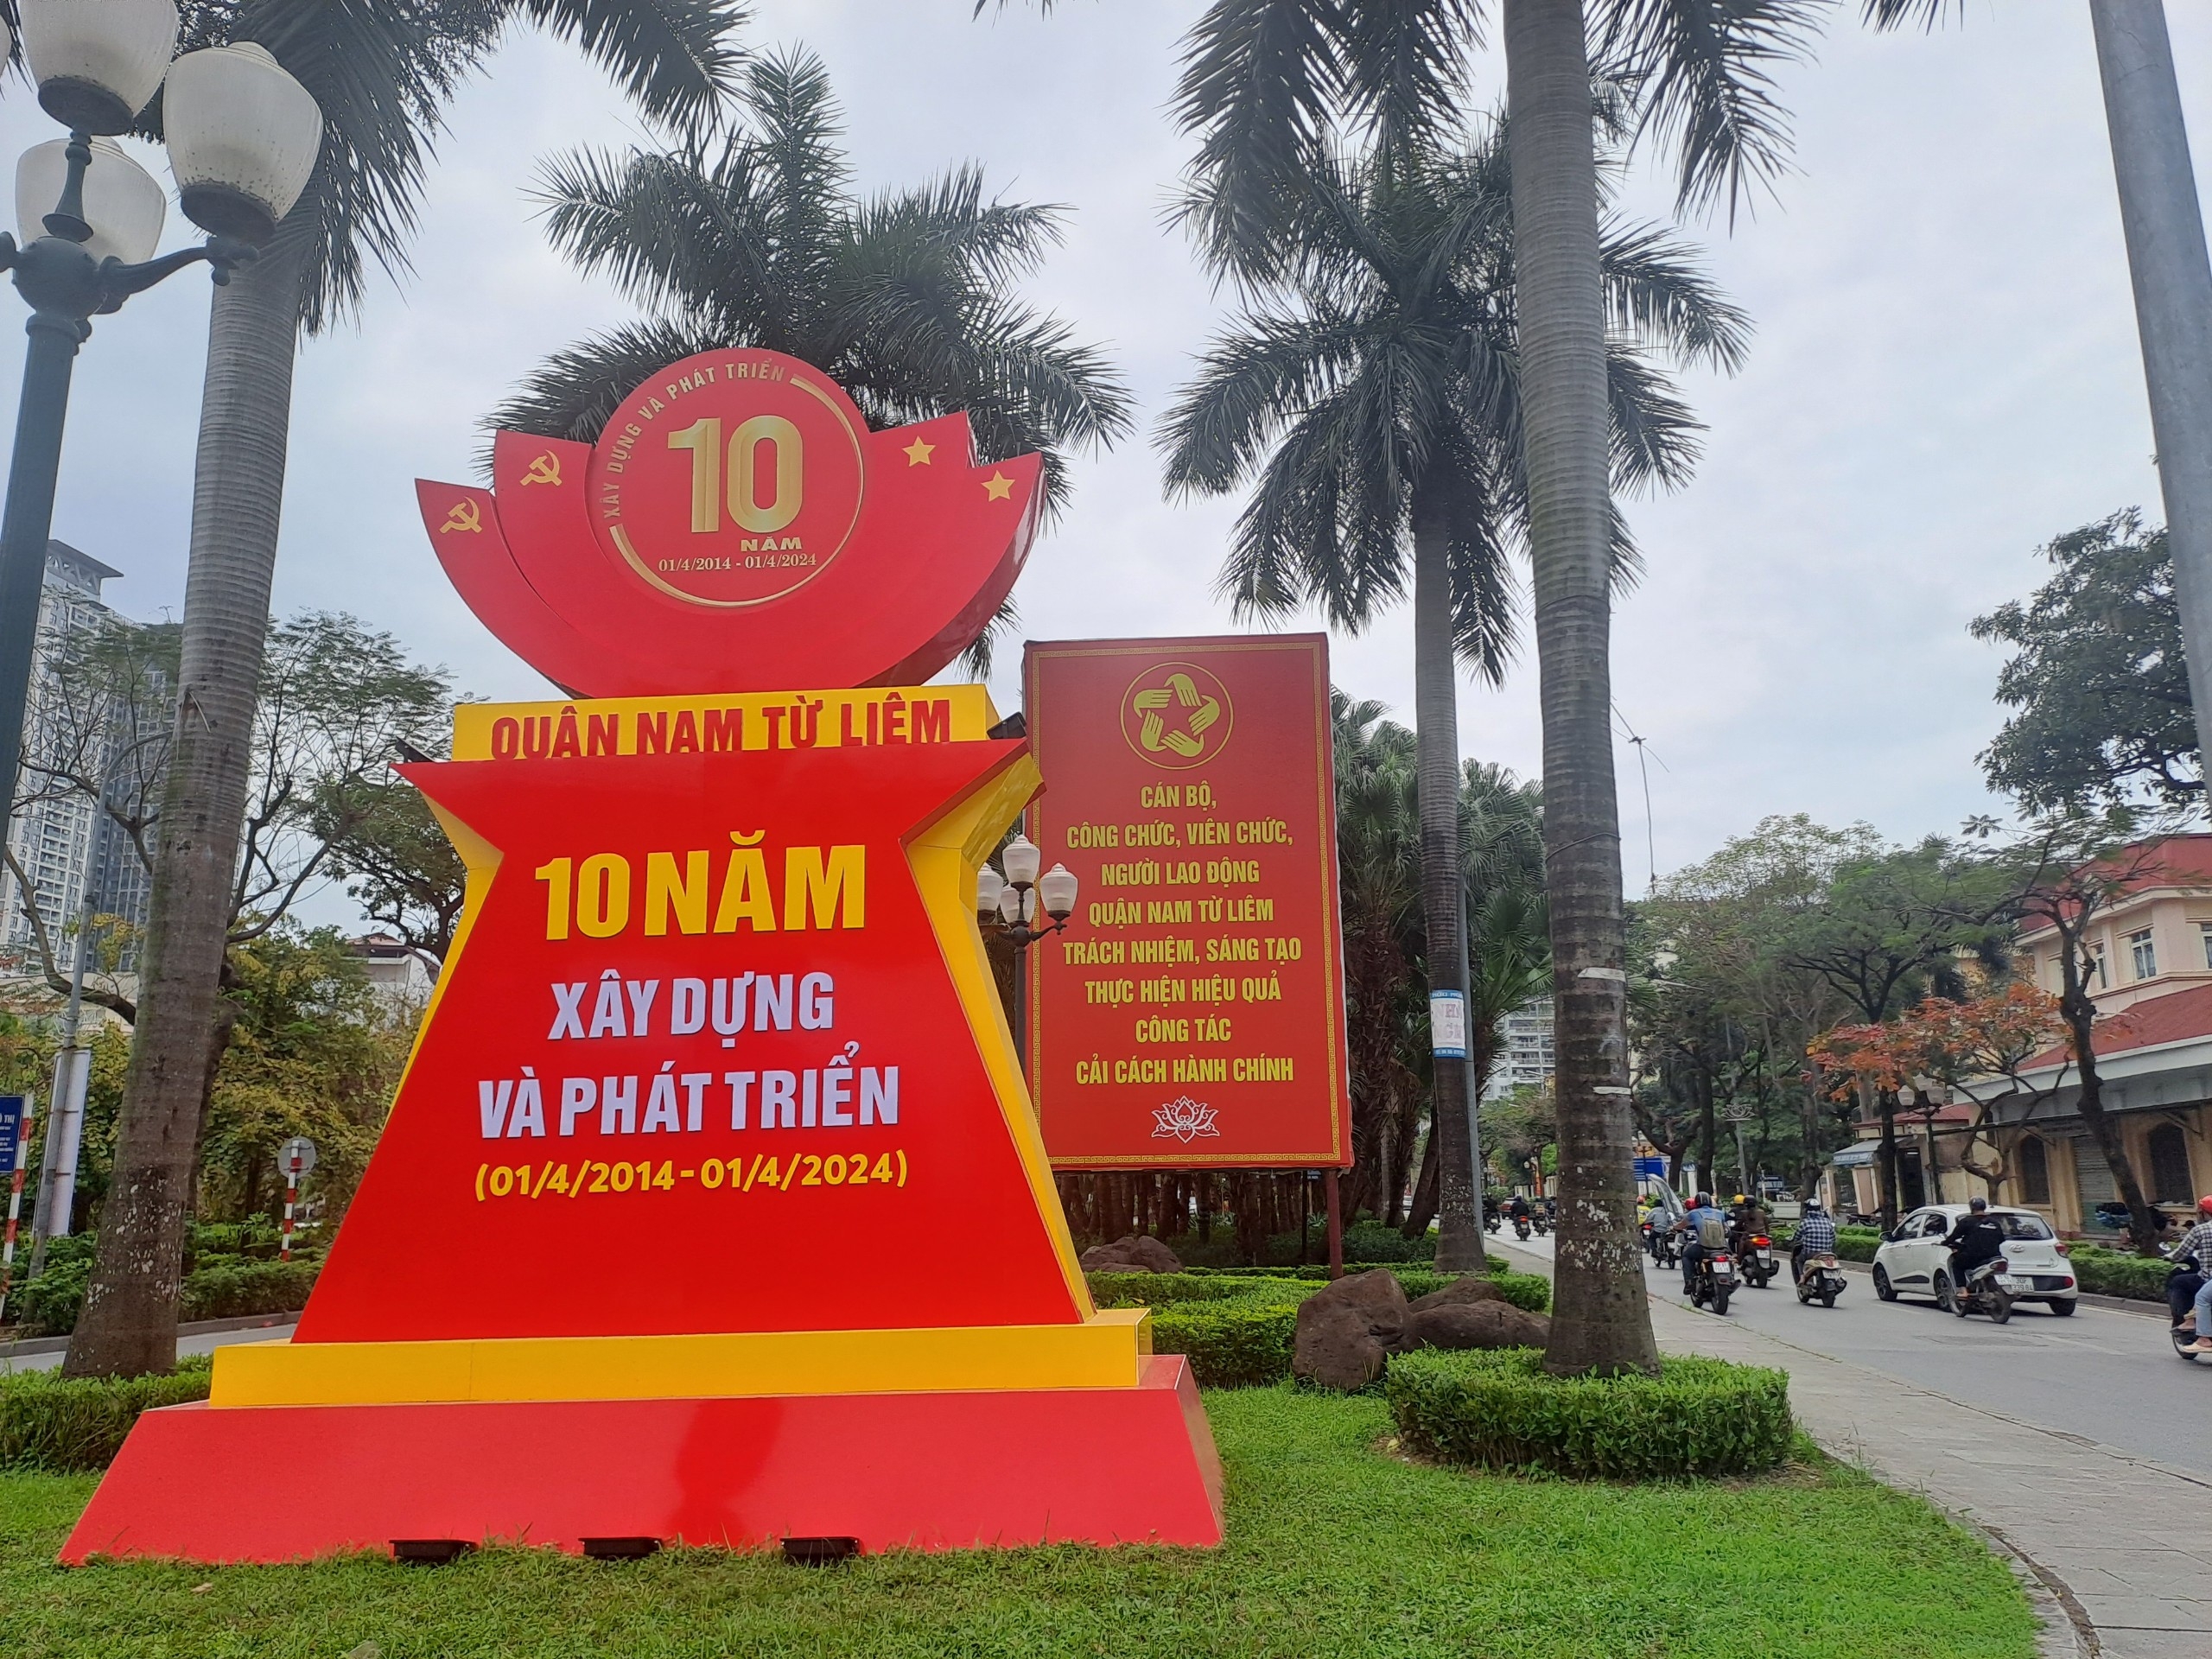 XÂY DỰNG VÀ PHÁT TRIỂN
10
NĂM
01/4/2014 - 01/4/2024
QUẬN NAM TỪ LIÊM
10 NĂM
XÂY DỰNG
VÀ PHÁT TRIỂN
(01/4/2014 - 01/4/2024)
CÁN BỘ,
CÔNG CHỨC, VIÊN CHỨC,
NGƯỜI LAO ĐỘNG
QUẬN NAM TỪ LIÊM
TRÁCH NHIỆM, SÁNG TẠO
THỰC HIỆN HIỆU QUẢ
CÔNG TÁC
CẢI CÁCH HÀNH CHÍNH